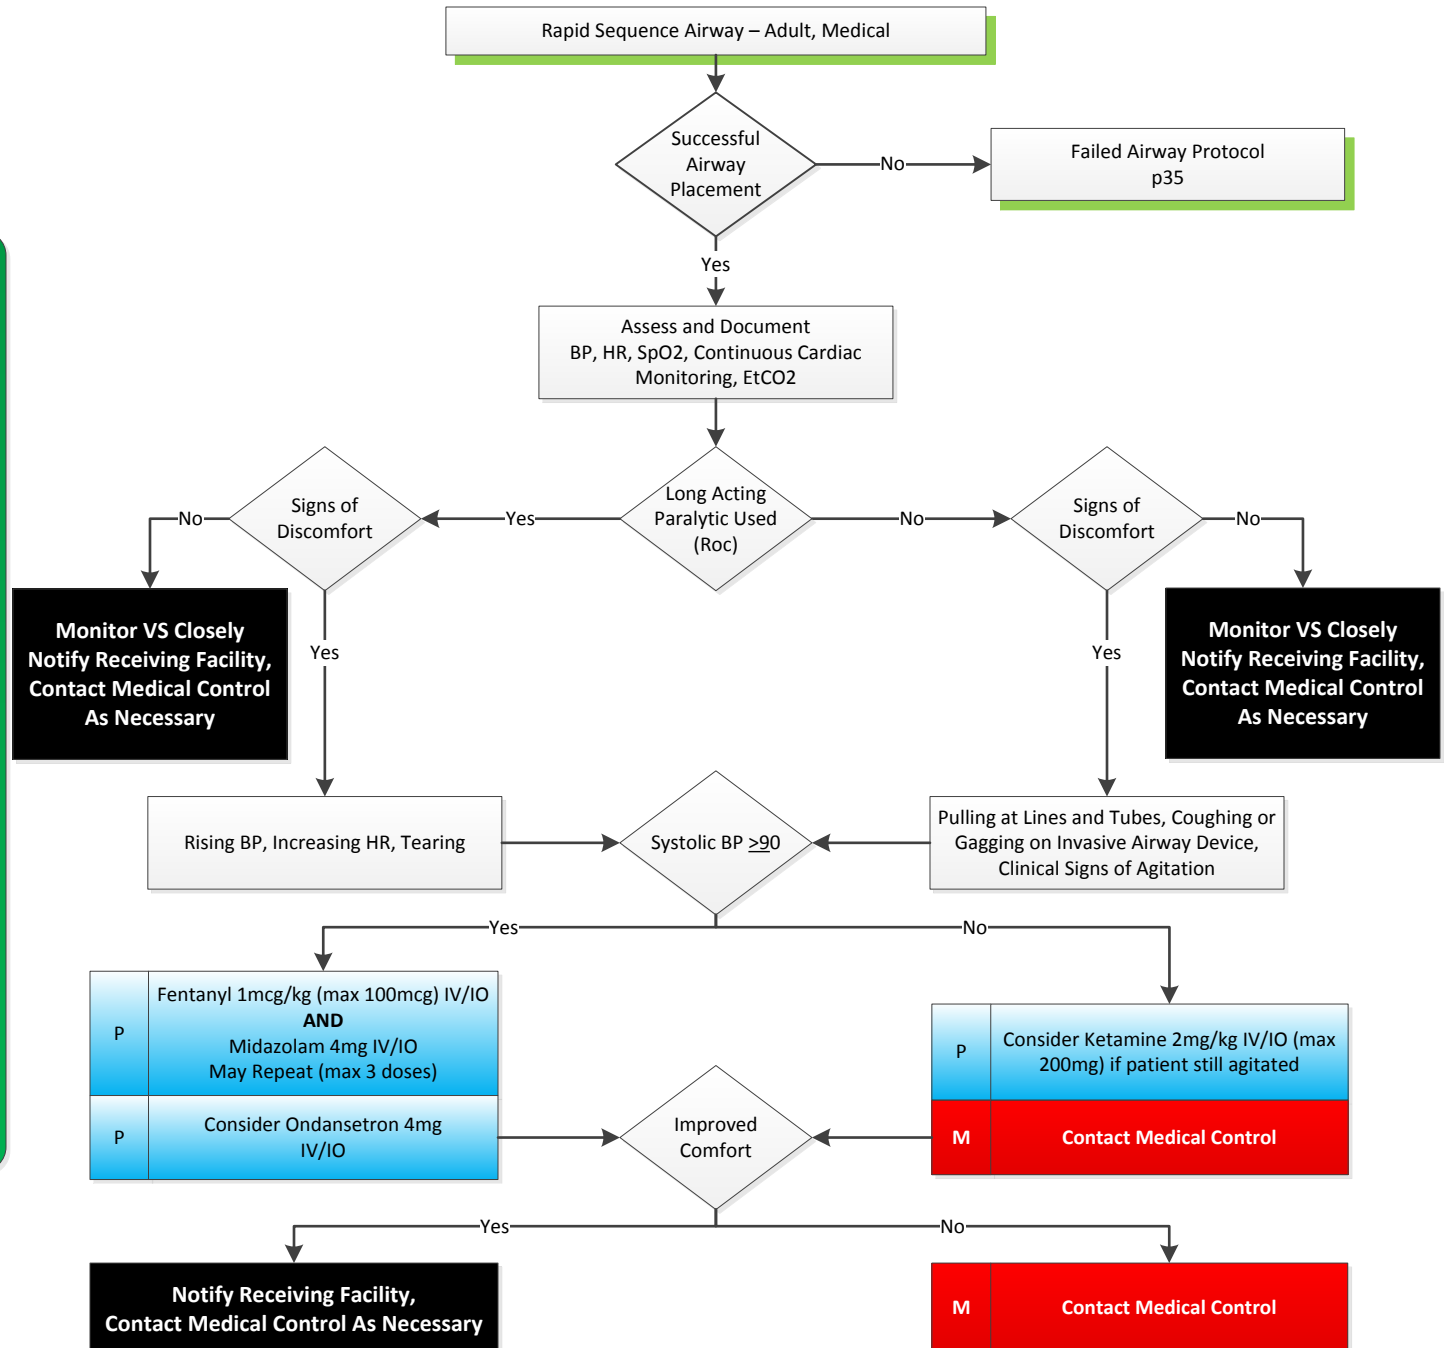 Rapid Sequence Airway – Adult, Medical
Successful
Airway
Placement
No
Failed Airway Protocol
p35
Yes
Assess and Document
BP, HR, SpO2, Continuous Cardiac
Monitoring, EtCO2
Long Acting
Paralytic Used
(Roc)
Yes
No
Signs of
Discomfort
No
Signs of
Discomfort
No
Monitor VS Closely
Notify Receiving Facility,
Contact Medical Control
As Necessary
Yes
Yes
Monitor VS Closely
Notify Receiving Facility,
Contact Medical Control
As Necessary
Rising BP, Increasing HR, Tearing
Systolic BP >90
Pulling at Lines and Tubes, Coughing or
Gagging on Invasive Airway Device,
Clinical Signs of Agitation
Yes
No
P
Fentanyl 1mcg/kg (max 100mcg) IV/IO
AND
Midazolam 4mg IV/IO
May Repeat (max 3 doses)
P
Consider Ondansetron 4mg
IV/IO
P
Consider Ketamine 2mg/kg IV/IO (max
200mg) if patient still agitated
M
Contact Medical Control
Improved
Comfort
Yes
No
Notify Receiving Facility,
Contact Medical Control As Necessary
M
Contact Medical Control